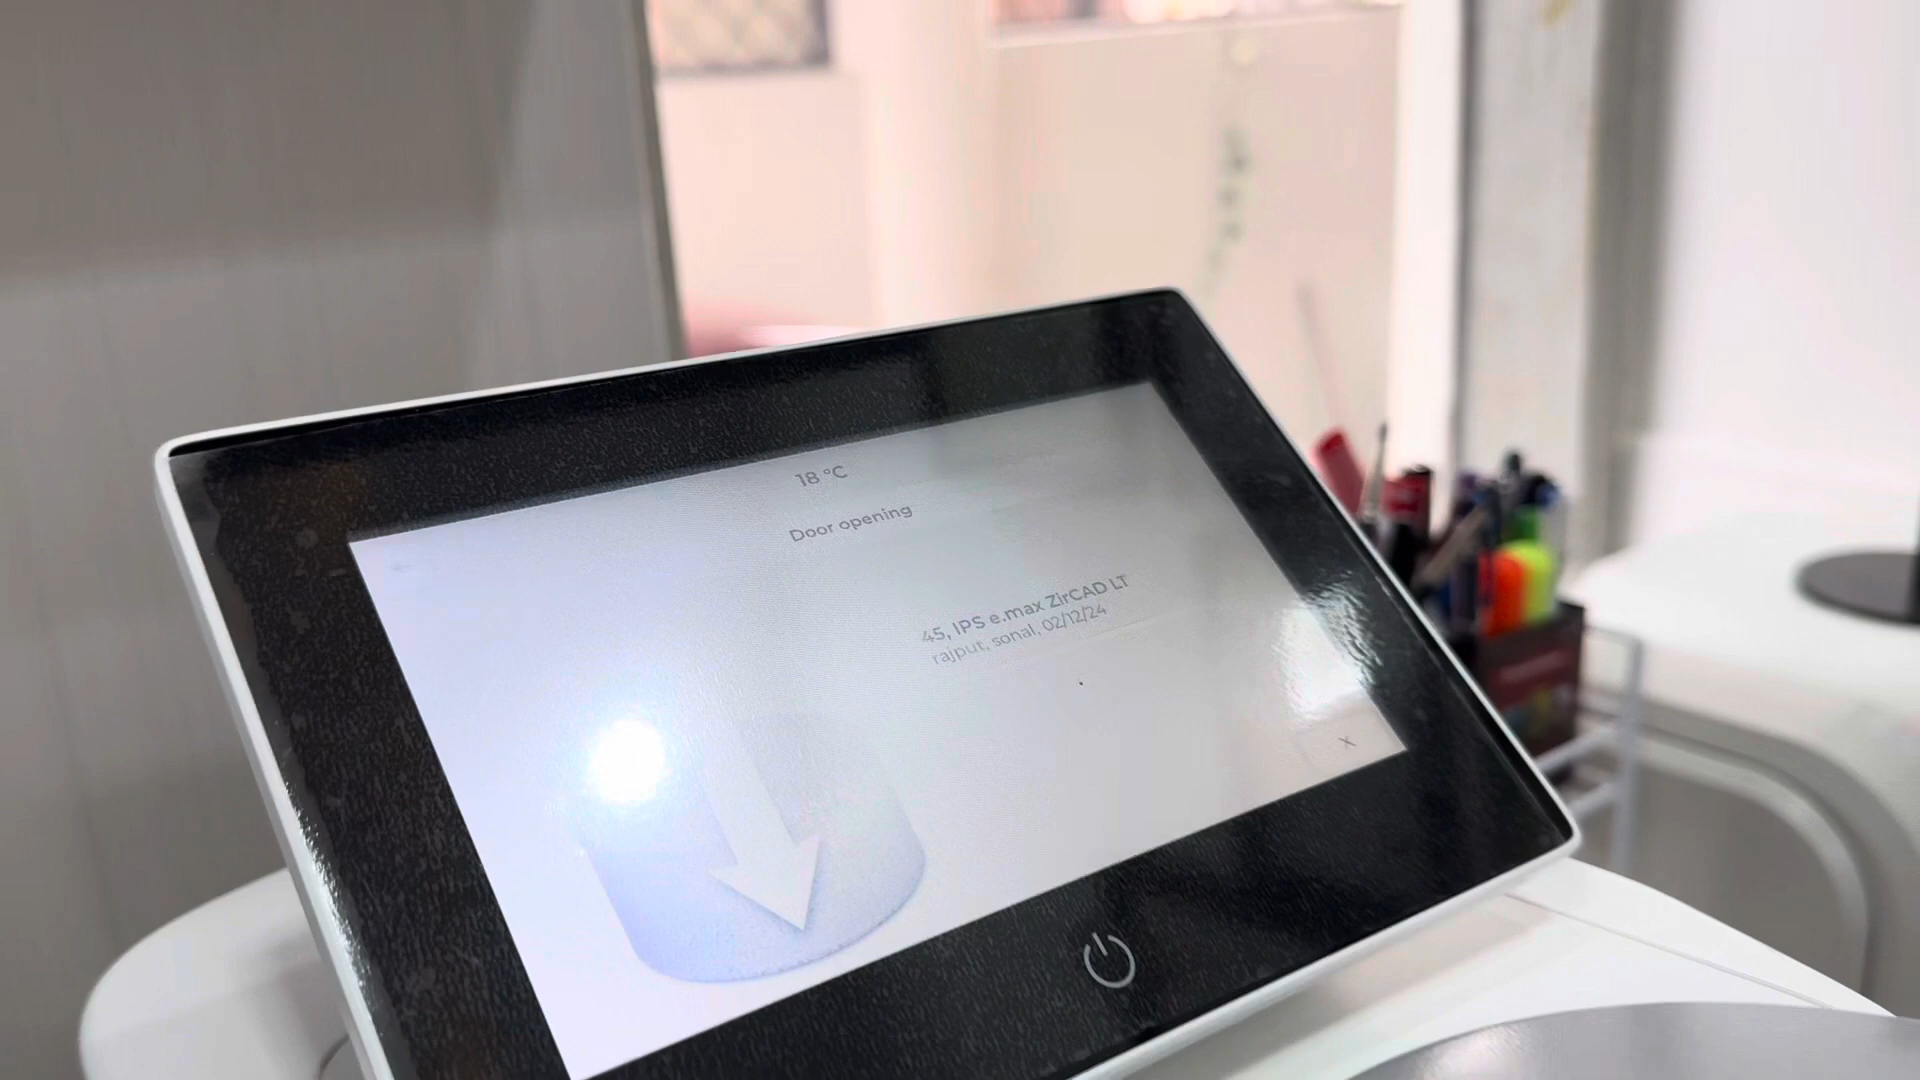 18 °C
Door opening
45, IPS e.max ZirCAD LT
rajput, sonal, 02/12/24